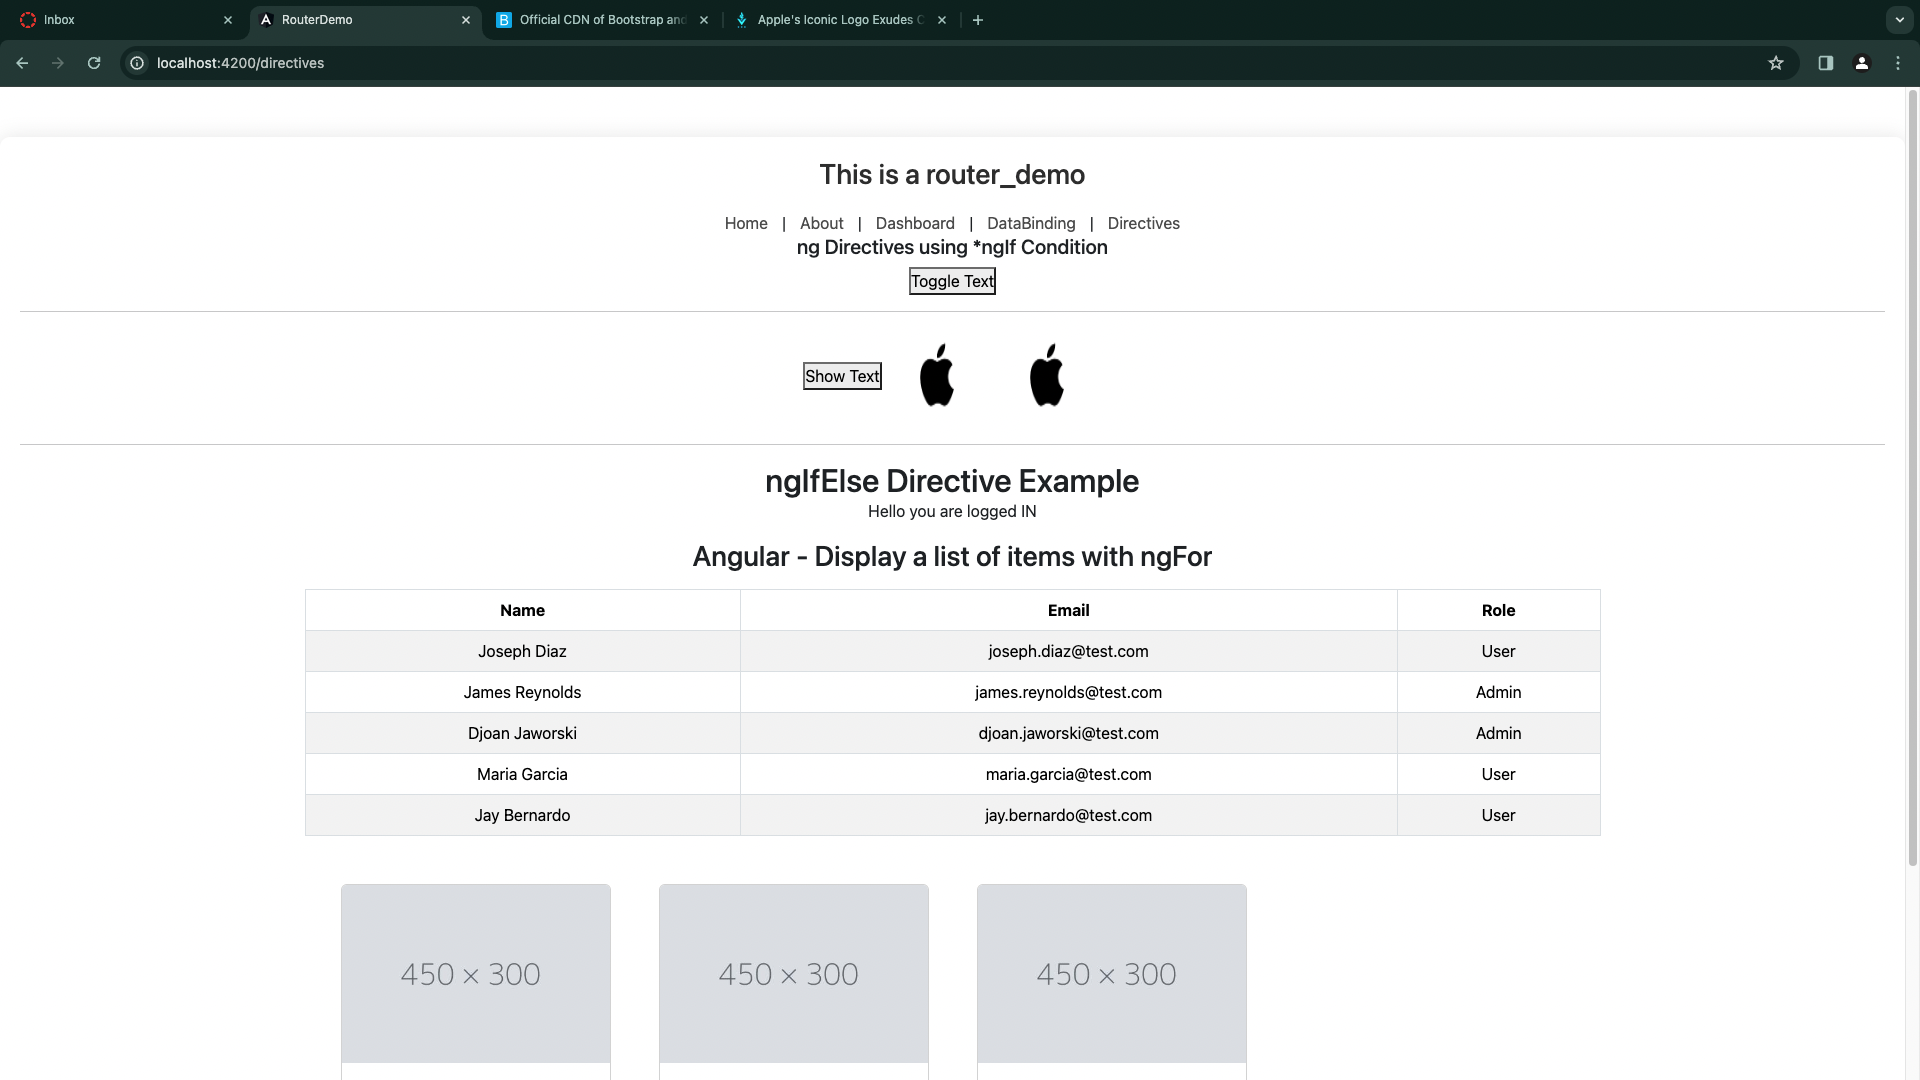 Inbox
RouterDemo
Official CDN of Bootstrap and
Apple's Iconic Logo Exudes
localhost:4200/directives
This is a router_demo
Home | About | Dashboard | DataBinding | Directives
ng Directives using *ngIf Condition
Toggle Text
Show Text
ngIfElse Directive Example
Hello you are logged IN
Angular - Display a list of items with ngFor
Name Email Role
Joseph Diaz joseph.diaz@test.com User
James Reynolds james.reynolds@test.com Admin
Djoan Jaworski djoan.jaworski@test.com Admin
Maria Garcia maria.garcia@test.com User
Jay Bernardo jay.bernardo@test.com User
450 × 300 450 × 300 450 × 300